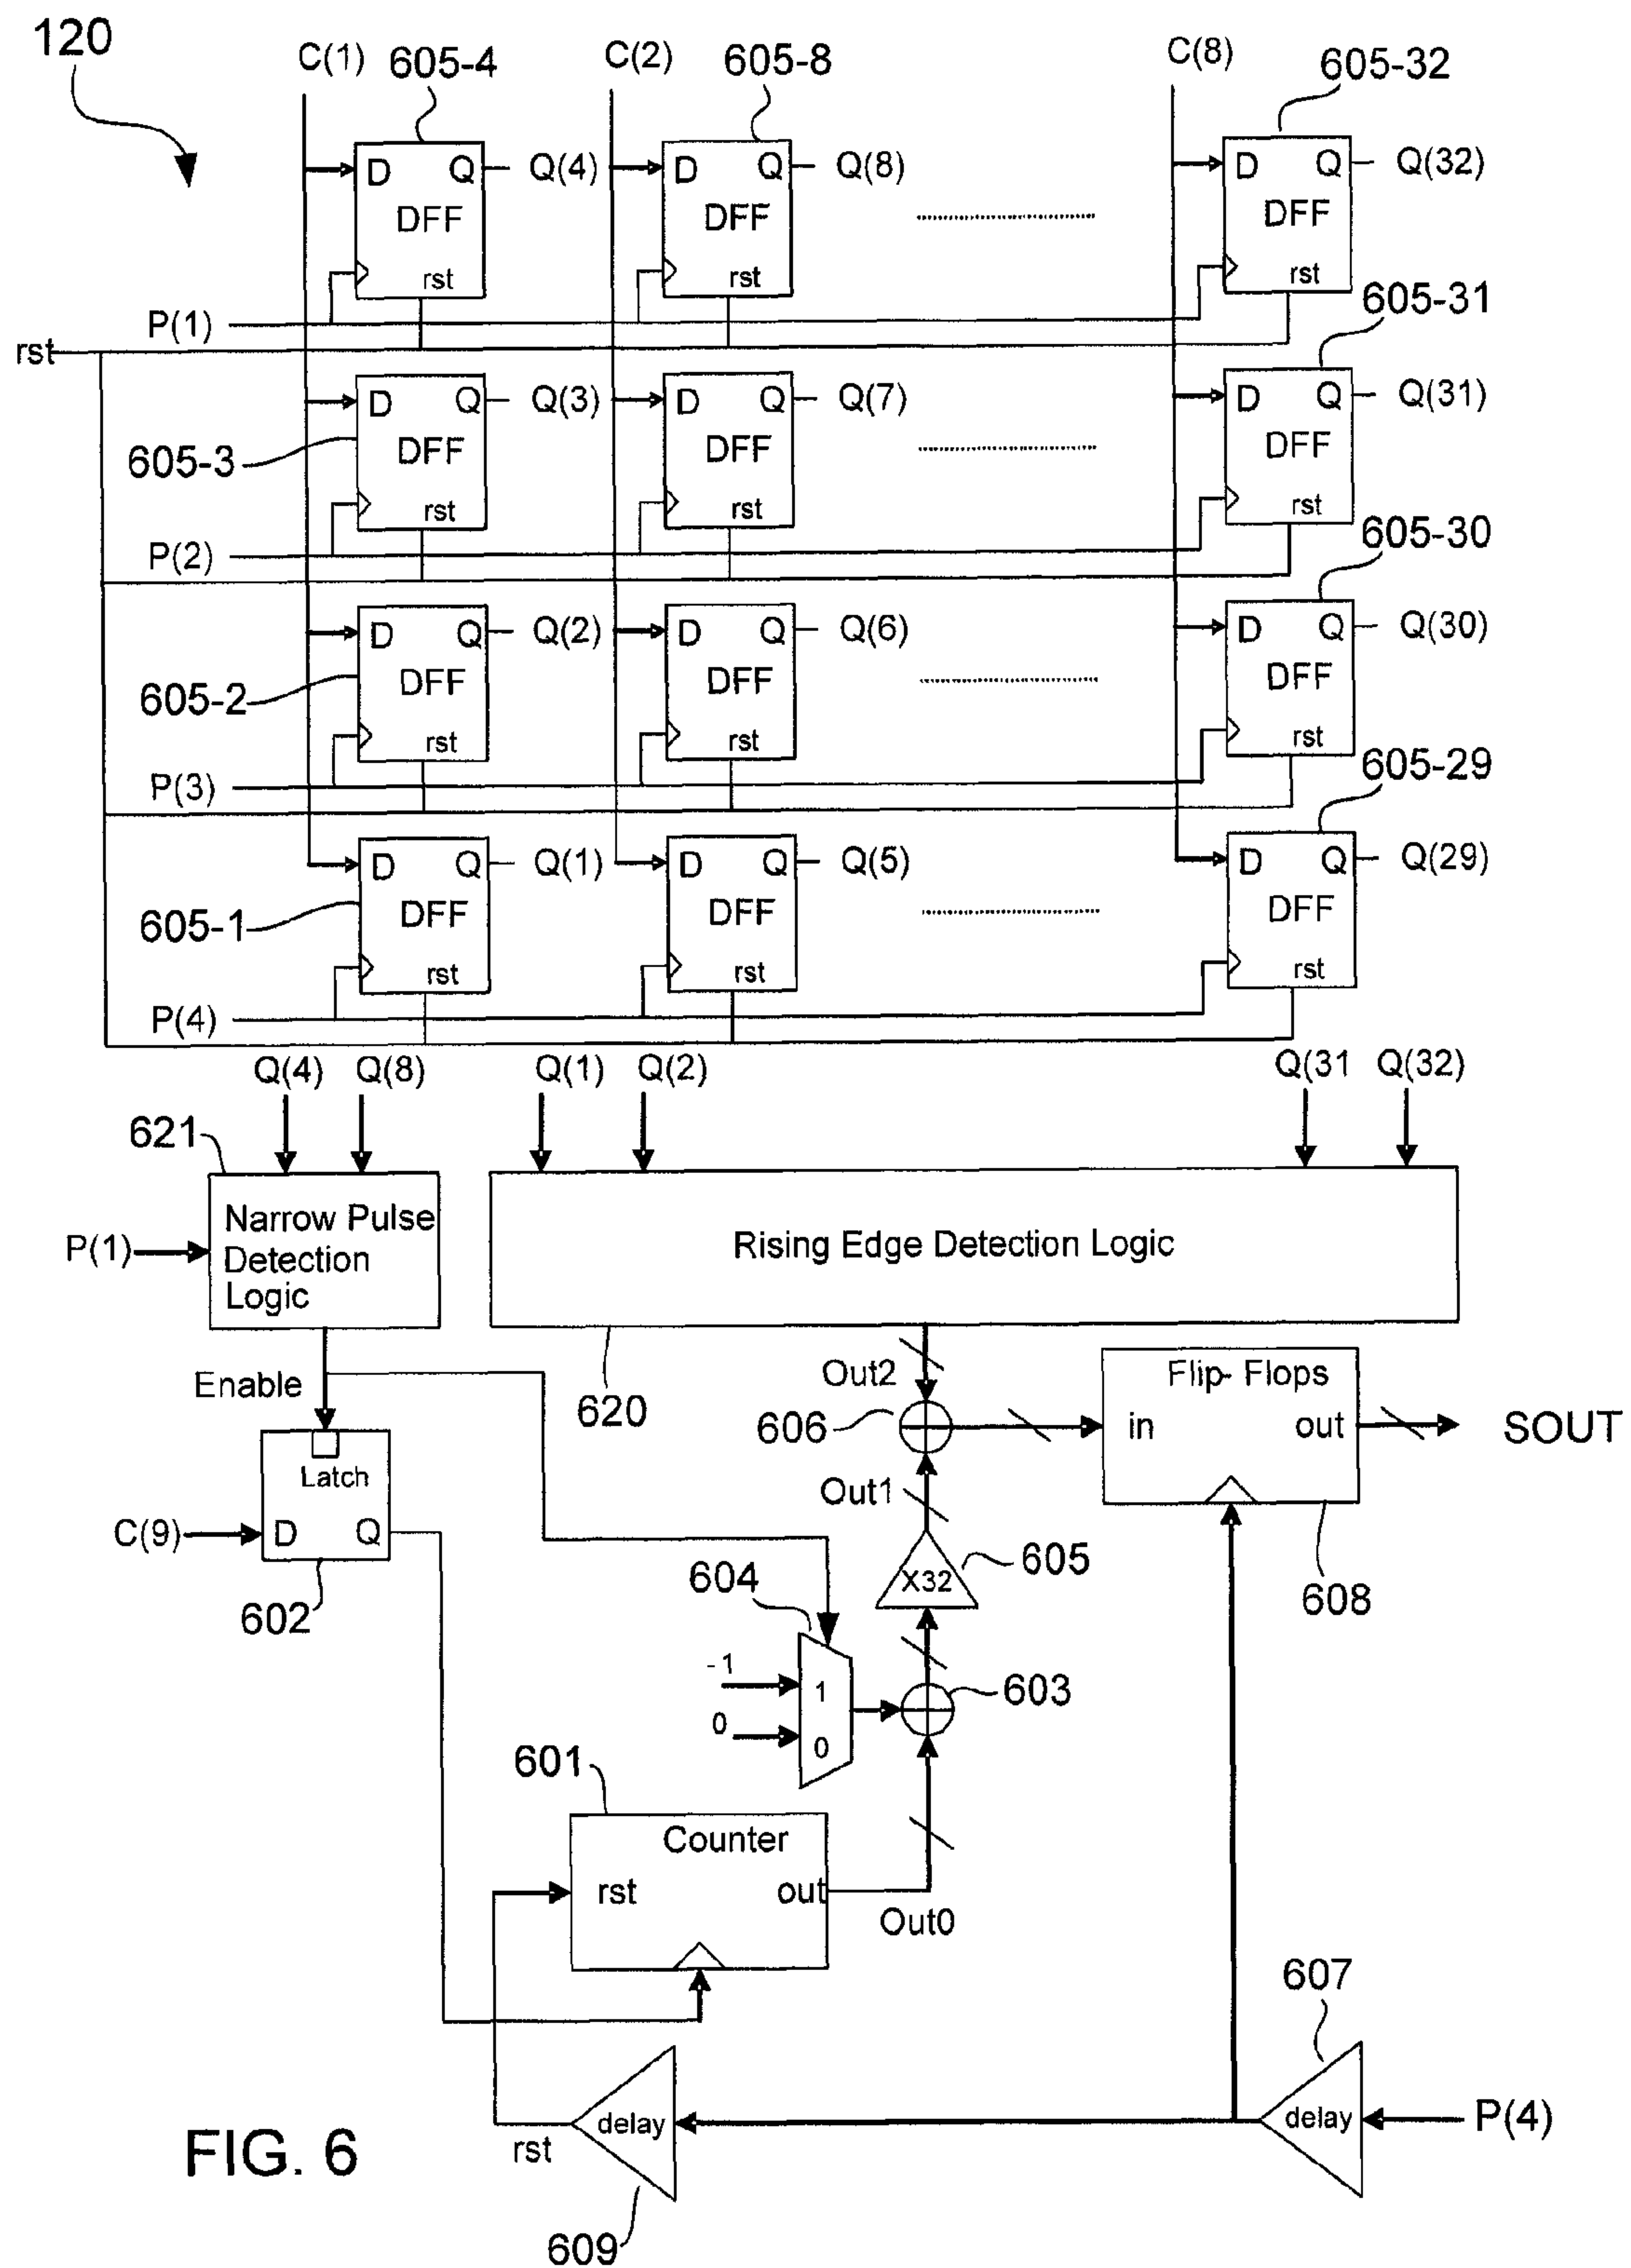 120
C(1) 605-4 C(2) 605-8 C(8) 605-32
D Q Q(4) D Q Q(8) D Q Q(32)
DFF DFF DFF
rst rst rst
605-31
P(1)
rst
D Q Q(3) D Q Q(7) D Q Q(31)
605-3 DFF DFF DFF
rst rst rst
605-30
P(2)
D Q Q(2) D Q Q(6) D Q Q(30)
605-2 DFF DFF DFF
rst rst rst
605-29
P(3)
D Q Q(1) D Q Q(5) D Q Q(29)
605-1 DFF DFF DFF
rst rst rst
P(4)
Q(4) Q(8) Q(1) Q(2) Q(31 Q(32)
621
P(1) Narrow Pulse
Detection
Logic
Rising Edge Detection Logic
Enable
620
Out2
606
Flip- Flops
in out
SOUT
608
Latch
C(9) D Q
602
Out1
X32 605
604
-1 1
0 0
603
601
Counter
rst out
Out0
607
delay P(4)
delay
rst
609
FIG. 6